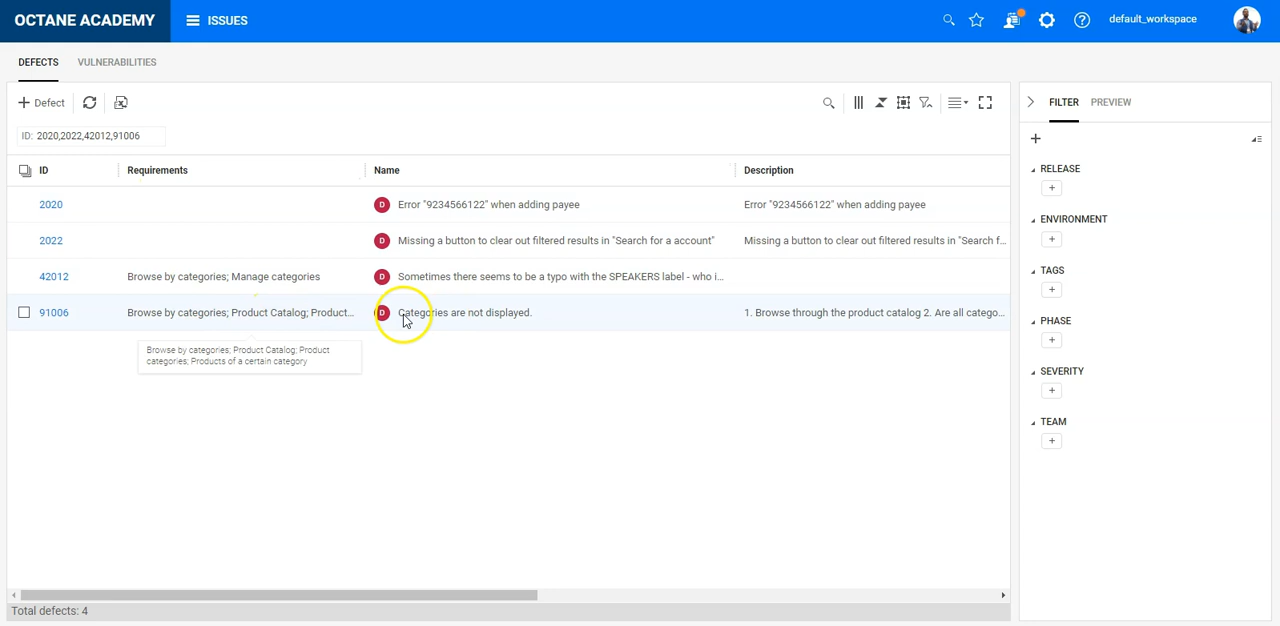 OCTANE ACADEMY ISSUES default_workspace
DEFECTS VULNERABILITIES
Defect
ID: 2020,2022,42012,91006
ID Requirements Name Description
2020 D Error "9234566122" when adding payee Error "9234566122" when adding payee
2022 D Missing a button to clear out filtered results in "Search for a account" Missing a button to clear out filtered results in "Search f...
42012 Browse by categories; Manage categories D Sometimes there seems to be a typo with the SPEAKERS label - who i...
91006 Browse by categories; Product Catalog; Product... D Categories are not displayed. 1. Browse through the product catalog 2. Are all catego...
Browse by categories; Product Catalog; Product
categories; Products of a certain category
Total defects: 4
FILTER PREVIEW
RELEASE
ENVIRONMENT
TAGS
PHASE
SEVERITY
TEAM